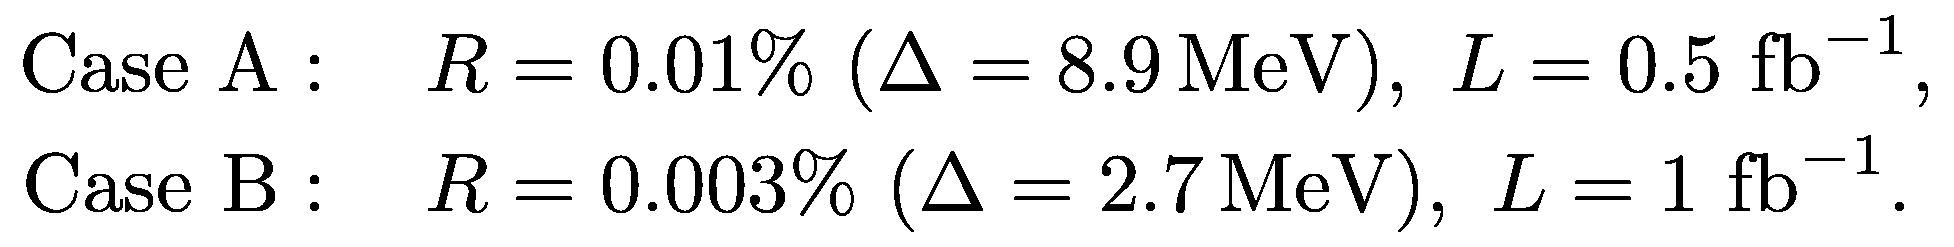 Case A :  R = 0.01% (Δ = 8.9 MeV), L = 0.5 fb⁻¹,
Case B :  R = 0.003% (Δ = 2.7 MeV), L = 1 fb⁻¹.